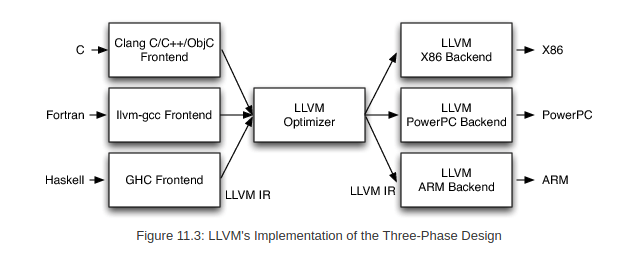 C
Clang C/C++/ObjC
Frontend
LLVM
X86 Backend
X86
Fortran
llvm-gcc Frontend
LLVM
Optimizer
LLVM
PowerPC Backend
PowerPC
Haskell
GHC Frontend
LLVM IR
LLVM IR
LLVM
ARM Backend
ARM
Figure 11.3: LLVM's Implementation of the Three-Phase Design